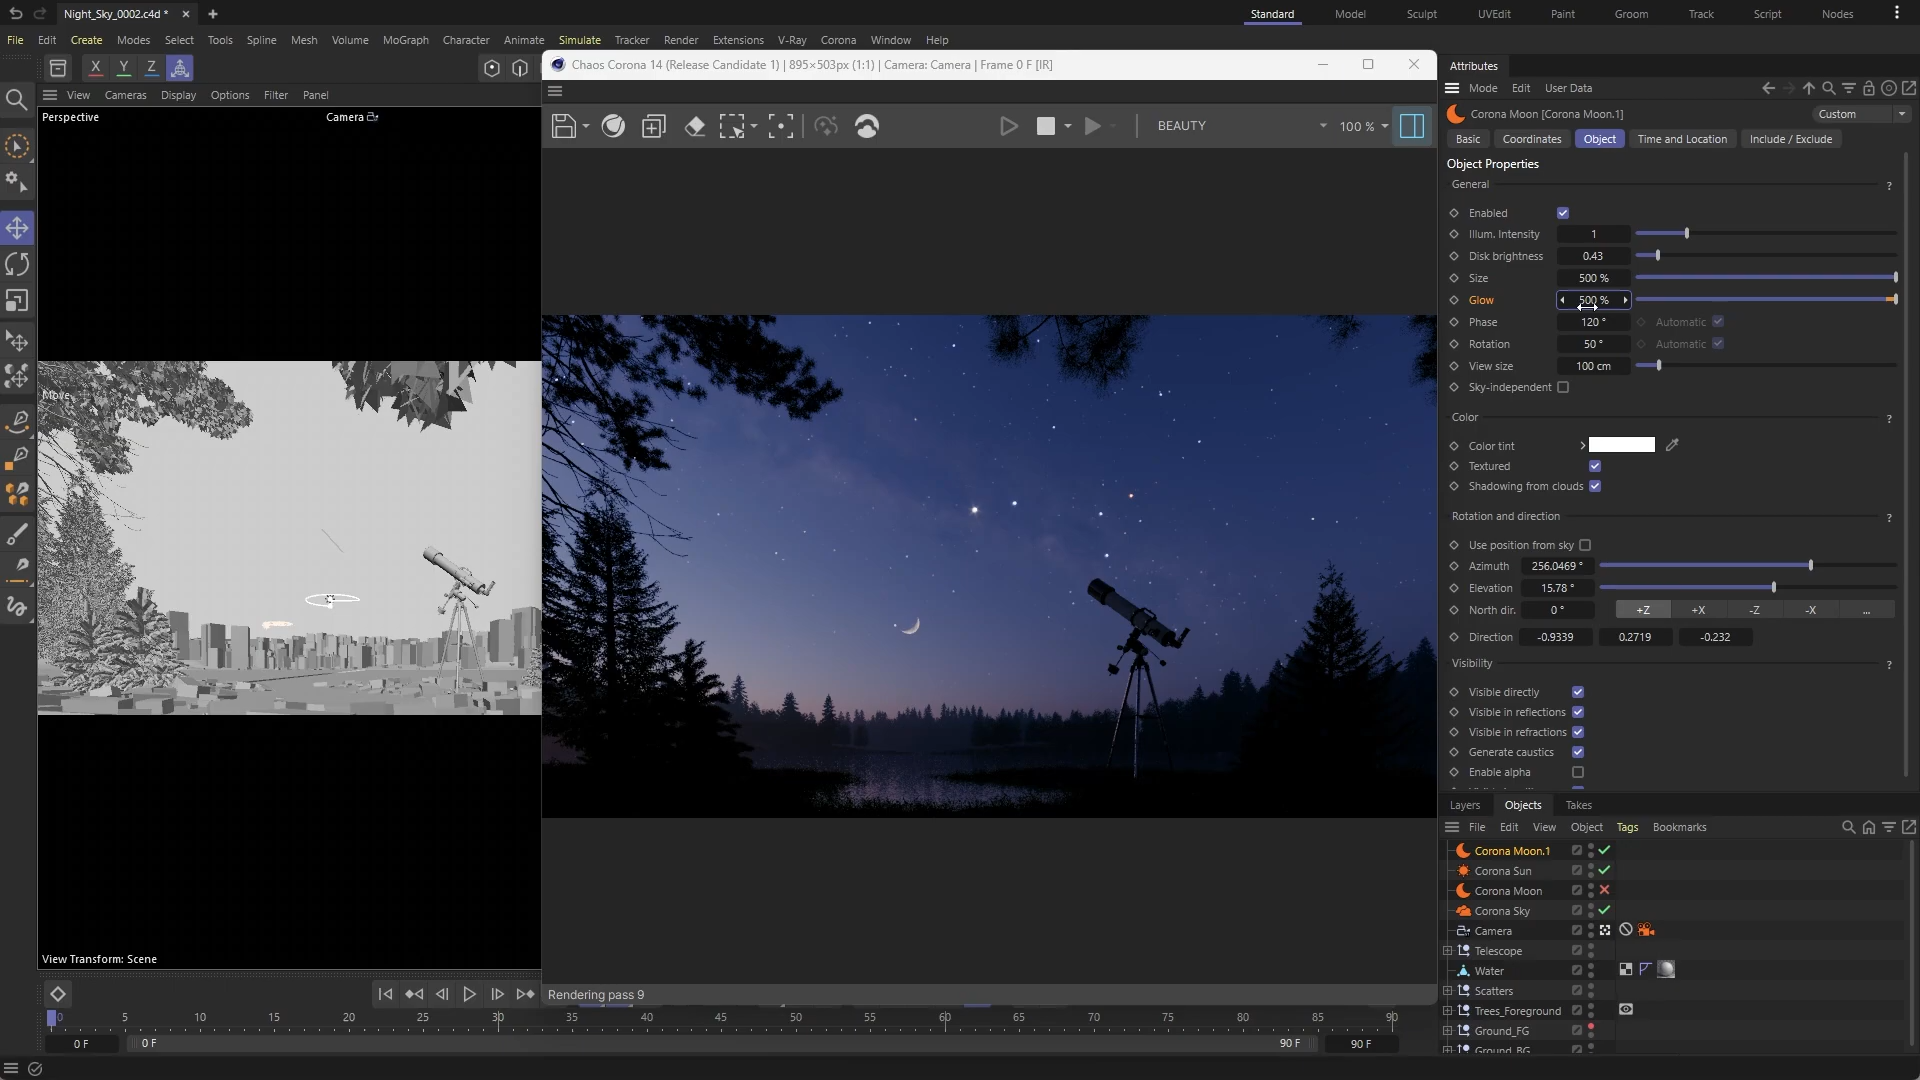 Night_Sky_0002.c4d *
Standard
Model
Sculpt
UVEdit
Paint
Groom
Track
Script
Nodes
File
Edit
Create
Modes
Select
Tools
Spline
Mesh
Volume
MoGraph
Character
Animate
Simulate
Tracker
Render
Extensions
V-Ray
Corona
Window
Help
X
Y
Z
Chaos Corona 14 (Release Candidate 1) | 895×503px (1:1) | Camera: Camera | Frame 0 F [IR]
View
Cameras
Display
Options
Filter
Panel
Perspective
Camera
Move
View Transform: Scene
BEAUTY
100 %
Rendering pass 9
Attributes
Mode
Edit
User Data
Corona Moon [Corona Moon.1]
Custom
Basic
Coordinates
Object
Time and Location
Include / Exclude
Object Properties
General
?
Enabled
Illum. Intensity 1
Disk brightness 0.43
Size 500 %
Glow 500 %
Phase 120 ° Automatic
Rotation 50 ° Automatic
View size 100 cm
Sky-independent
Color
?
Color tint
Textured
Shadowing from clouds
Rotation and direction
?
Use position from sky
Azimuth 256.0469 °
Elevation 15.78 °
North dir. 0 ° +Z +X -Z -X ...
Direction -0.9339 0.2719 -0.232
Visibility
?
Visible directly
Visible in reflections
Visible in refractions
Generate caustics
Enable alpha
Layers
Objects
Takes
File
Edit
View
Object
Tags
Bookmarks
Corona Moon.1
Corona Sun
Corona Moon
Corona Sky
Camera
Telescope
Water
Scatters
Trees_Foreground
Ground_FG
Ground_BG
0 5 10 15 20 25 30 35 40 45 50 55 60 65 70 75 80 85 90
0 F
0 F
90 F
90 F